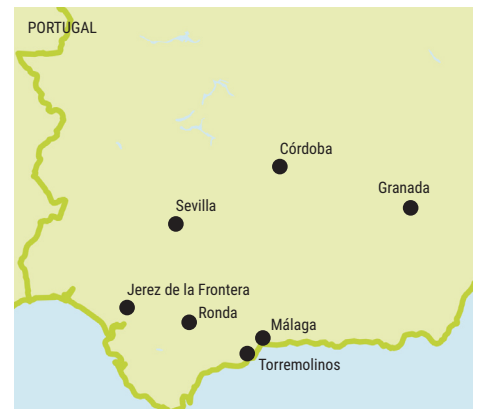 PORTUGAL
Córdoba
Granada
Sevilla
Jerez de la Frontera
Ronda
Málaga
Torremolinos